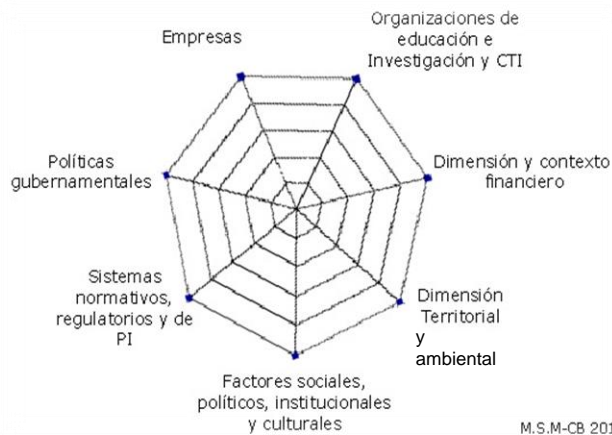 Organizaciones de
educación e
Investigación y CTI
Empresas
Dimensión y contexto
financiero
Políticas
gubernamentales
Dimensión
Territorial
y
ambiental
Sistemas
normativos,
regulatorios y de
PI
Factores sociales,
políticos, institucionales
y culturales
M.S.M-CB 201